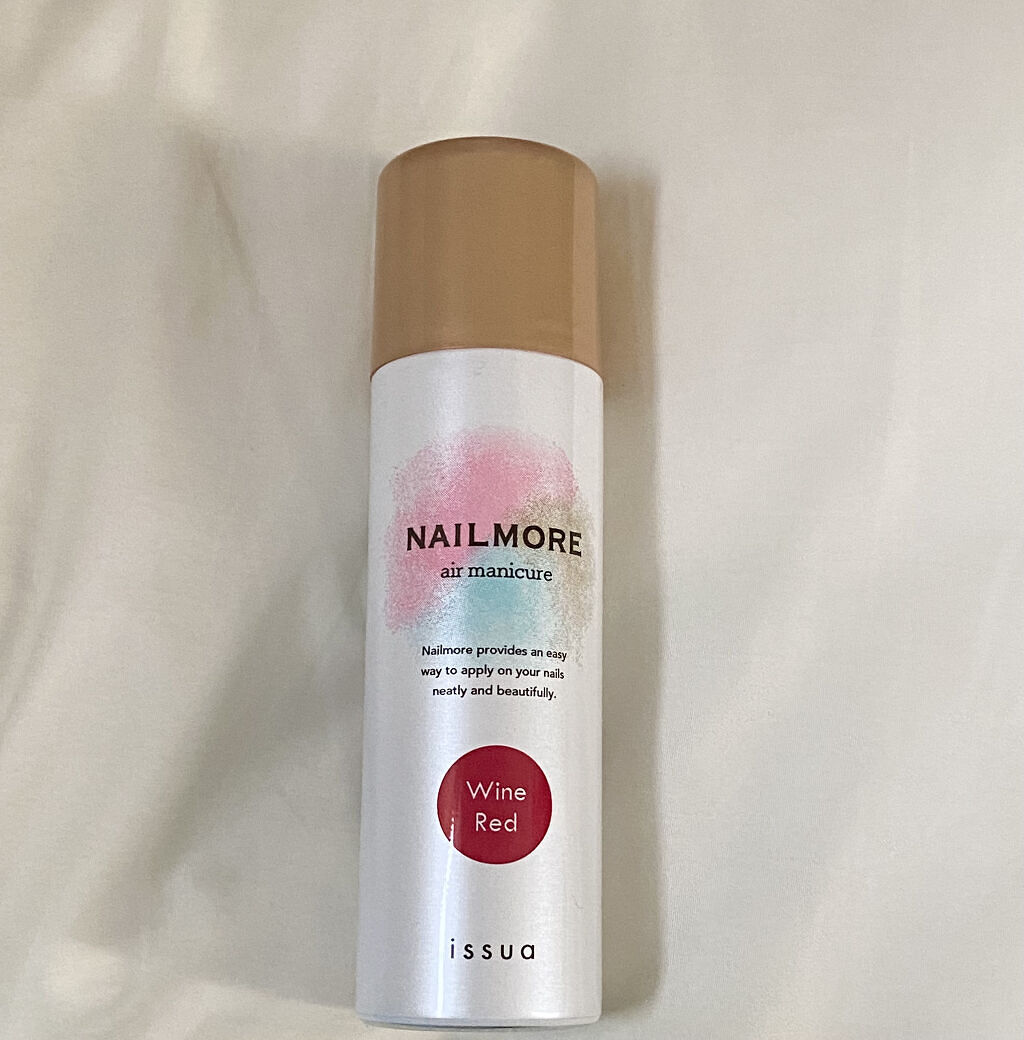 NAILMORE
air manicure
Nailmore provides an easy
way to apply on your nails
neatly and beautifully.
Wine
Red
issua